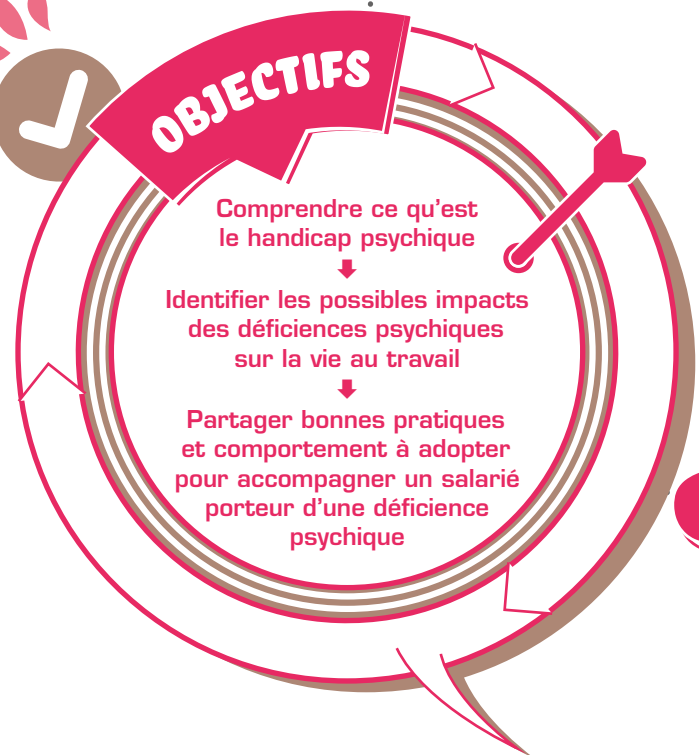 OBJECTIFS
Comprendre ce qu'est
le handicap psychique
Identifier les possibles impacts
des déficiences psychiques
sur la vie au travail
Partager bonnes pratiques
et comportement à adopter
pour accompagner un salarié
porteur d'une déficience
psychique